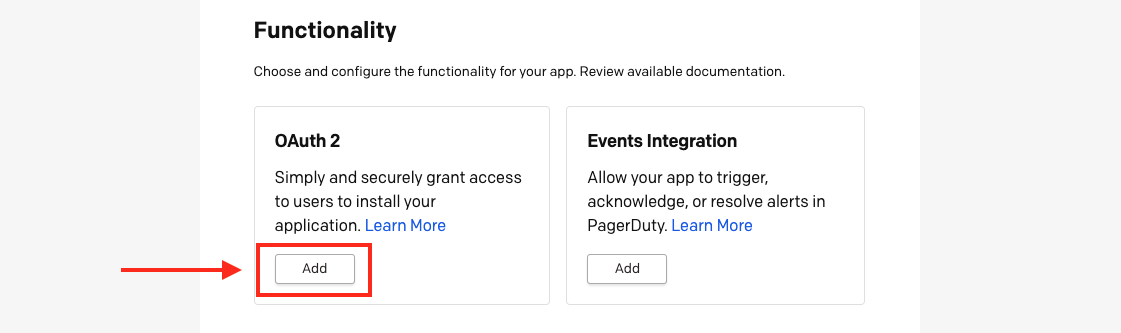 Functionality
Choose and configure the functionality for your app. Review available documentation.
OAuth 2
Simply and securely grant access
to users to install your
application. Learn More
Add
Events Integration
Allow your app to trigger,
acknowledge, or resolve alerts in
PagerDuty. Learn More
Add